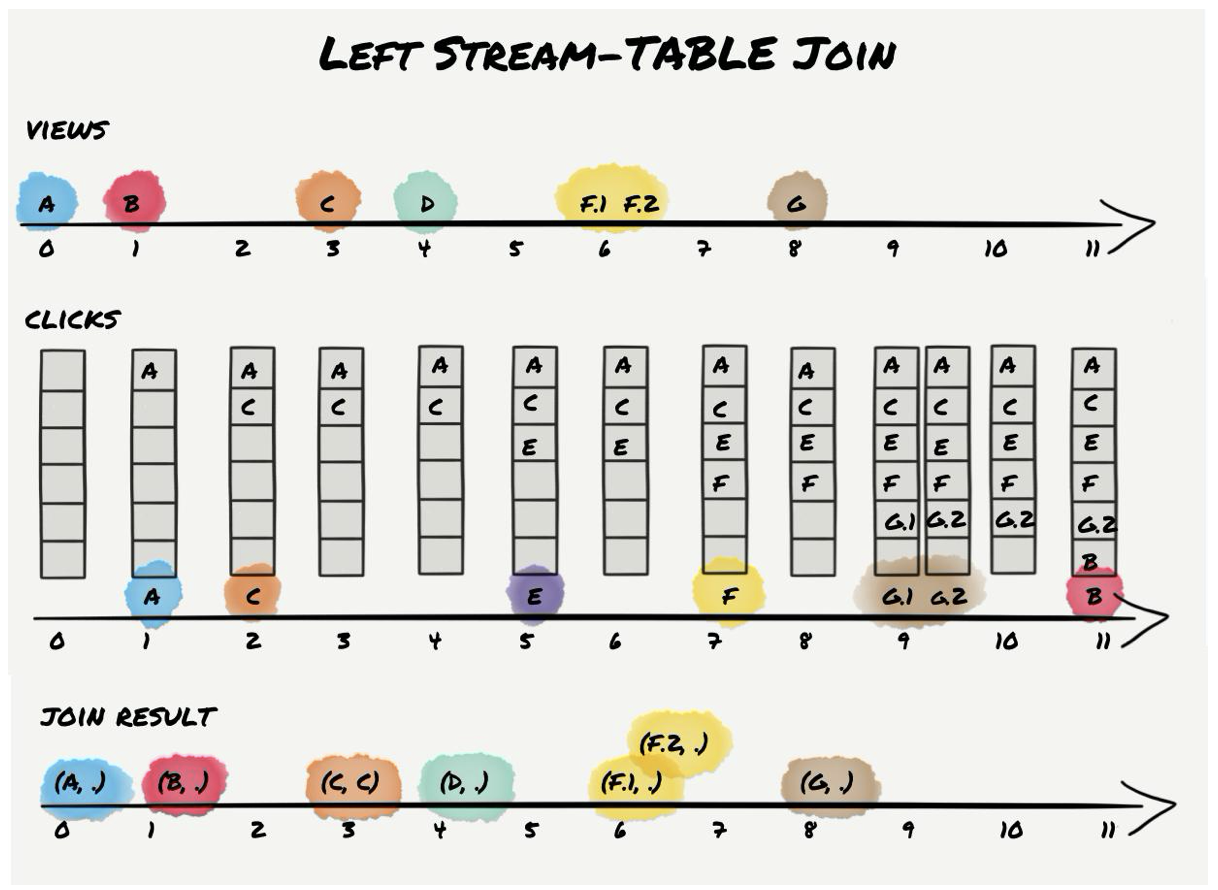 LEFT STREAM-TABLE JOIN
VIEWS
A B C D F.1 F.2 G
0 1 2 3 4 5 6 7 8 9 10 11
CLICKS
A A A A A A A A A A A A
C C C C C C C C C C C
E E E E E E E E
F F F F F F
G.1 G.2 G.2 G.2
B
A C E F G.1 G.2 B
0 1 2 3 4 5 6 7 8 9 10 11
JOIN RESULT
(F.2, .)
(A, .) (B, .) (C, C) (D, .) (F.1, .) (G, .)
0 1 2 3 4 5 6 7 8 9 10 11